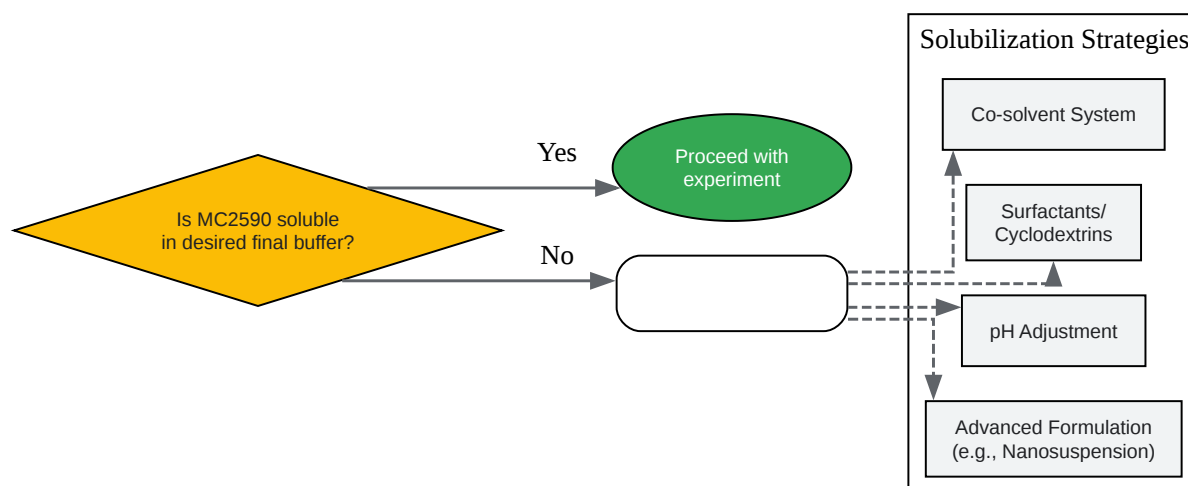 Solubilization Strategies
Co-solvent System
Yes
Proceed with
experiment
Is MC2590 soluble
in desired final buffer?
Surfactants/
Cyclodextrins
No
pH Adjustment
Advanced Formulation
(e.g., Nanosuspension)